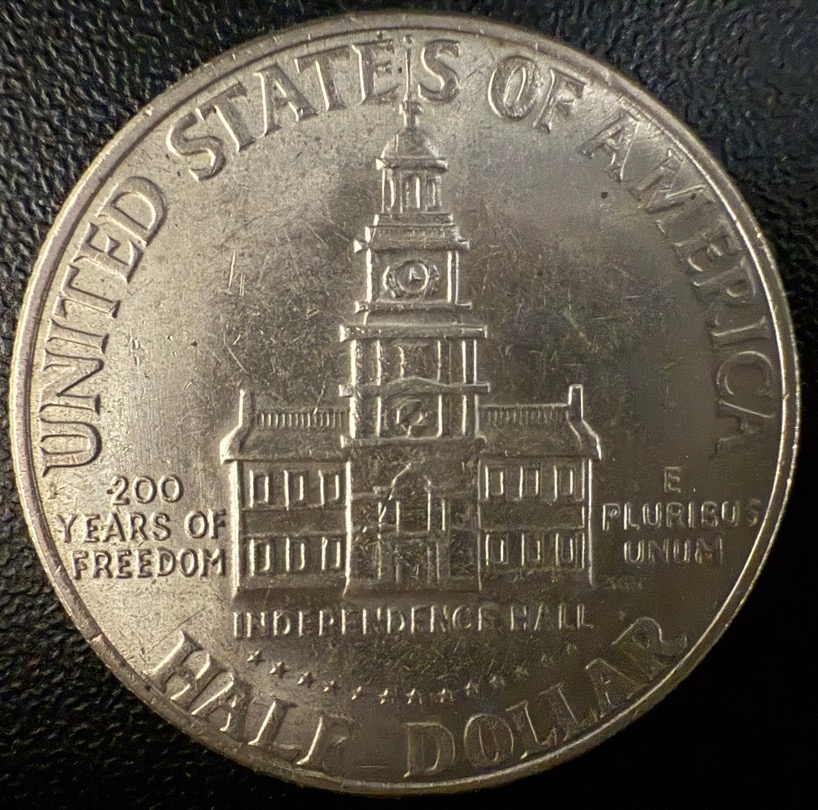 UNITED STATES OF AMERICA
200
YEARS OF
FREEDOM
E
PLURIBUS
UNUM
INDEPENDENCE HALL
HALF DOLLAR